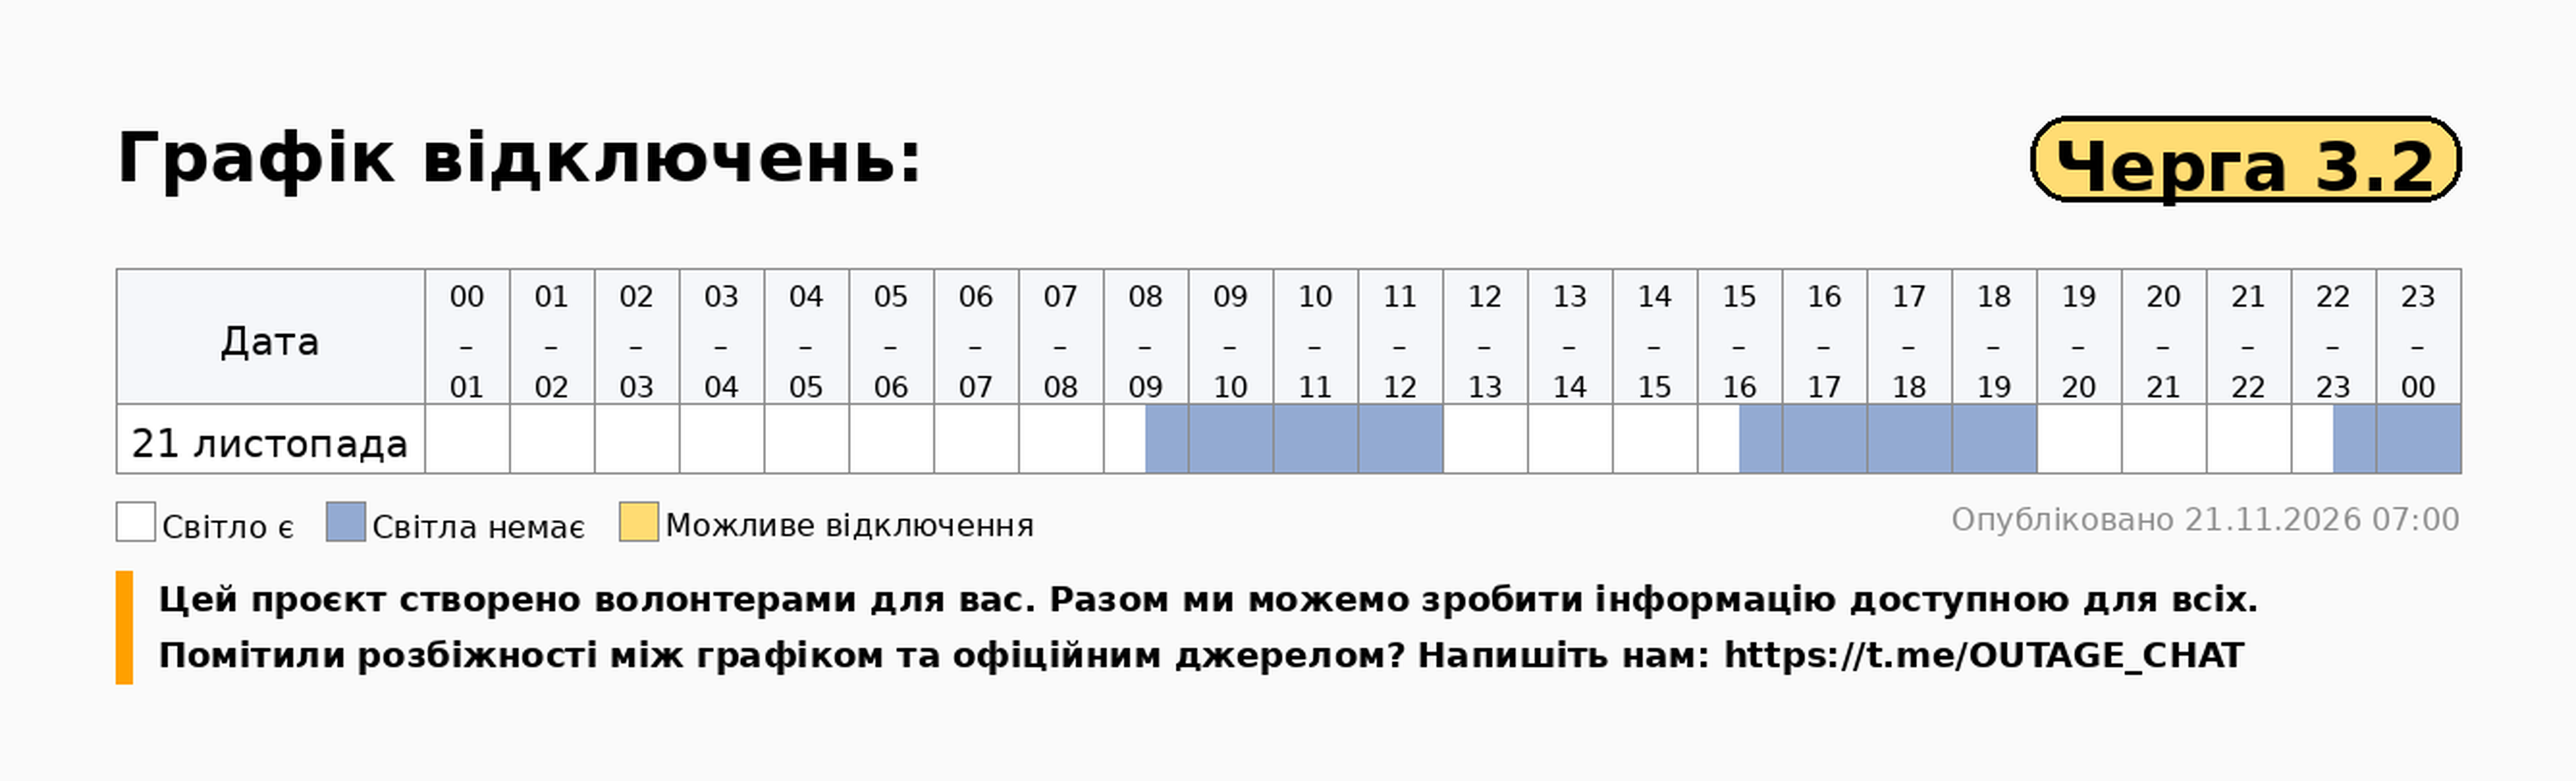 Графік відключень:
Черга 3.2
Дата
00 – 01
01 – 02
02 – 03
03 – 04
04 – 05
05 – 06
06 – 07
07 – 08
08 – 09
09 – 10
10 – 11
11 – 12
12 – 13
13 – 14
14 – 15
15 – 16
16 – 17
17 – 18
18 – 19
19 – 20
20 – 21
21 – 22
22 – 23
23 – 00
21 листопада
Світло є
Світла немає
Можливе відключення
Опубліковано 21.11.2026 07:00
Цей проєкт створено волонтерами для вас. Разом ми можемо зробити інформацію доступною для всіх.
Помітили розбіжності між графіком та офіційним джерелом? Напишіть нам: https://t.me/OUTAGE_CHAT